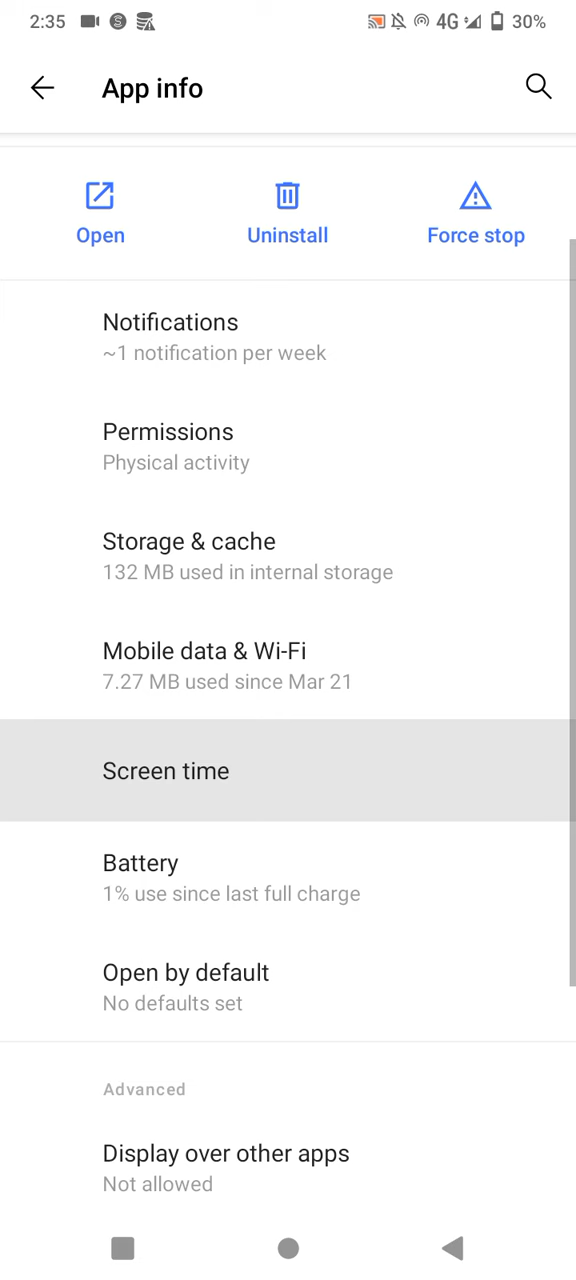 2:35 4G 30%
App info
Open Uninstall Force stop
Notifications
~1 notification per week
Permissions
Physical activity
Storage & cache
132 MB used in internal storage
Mobile data & Wi-Fi
7.27 MB used since Mar 21
Screen time
Battery
1% use since last full charge
Open by default
No defaults set
Advanced
Display over other apps
Not allowed